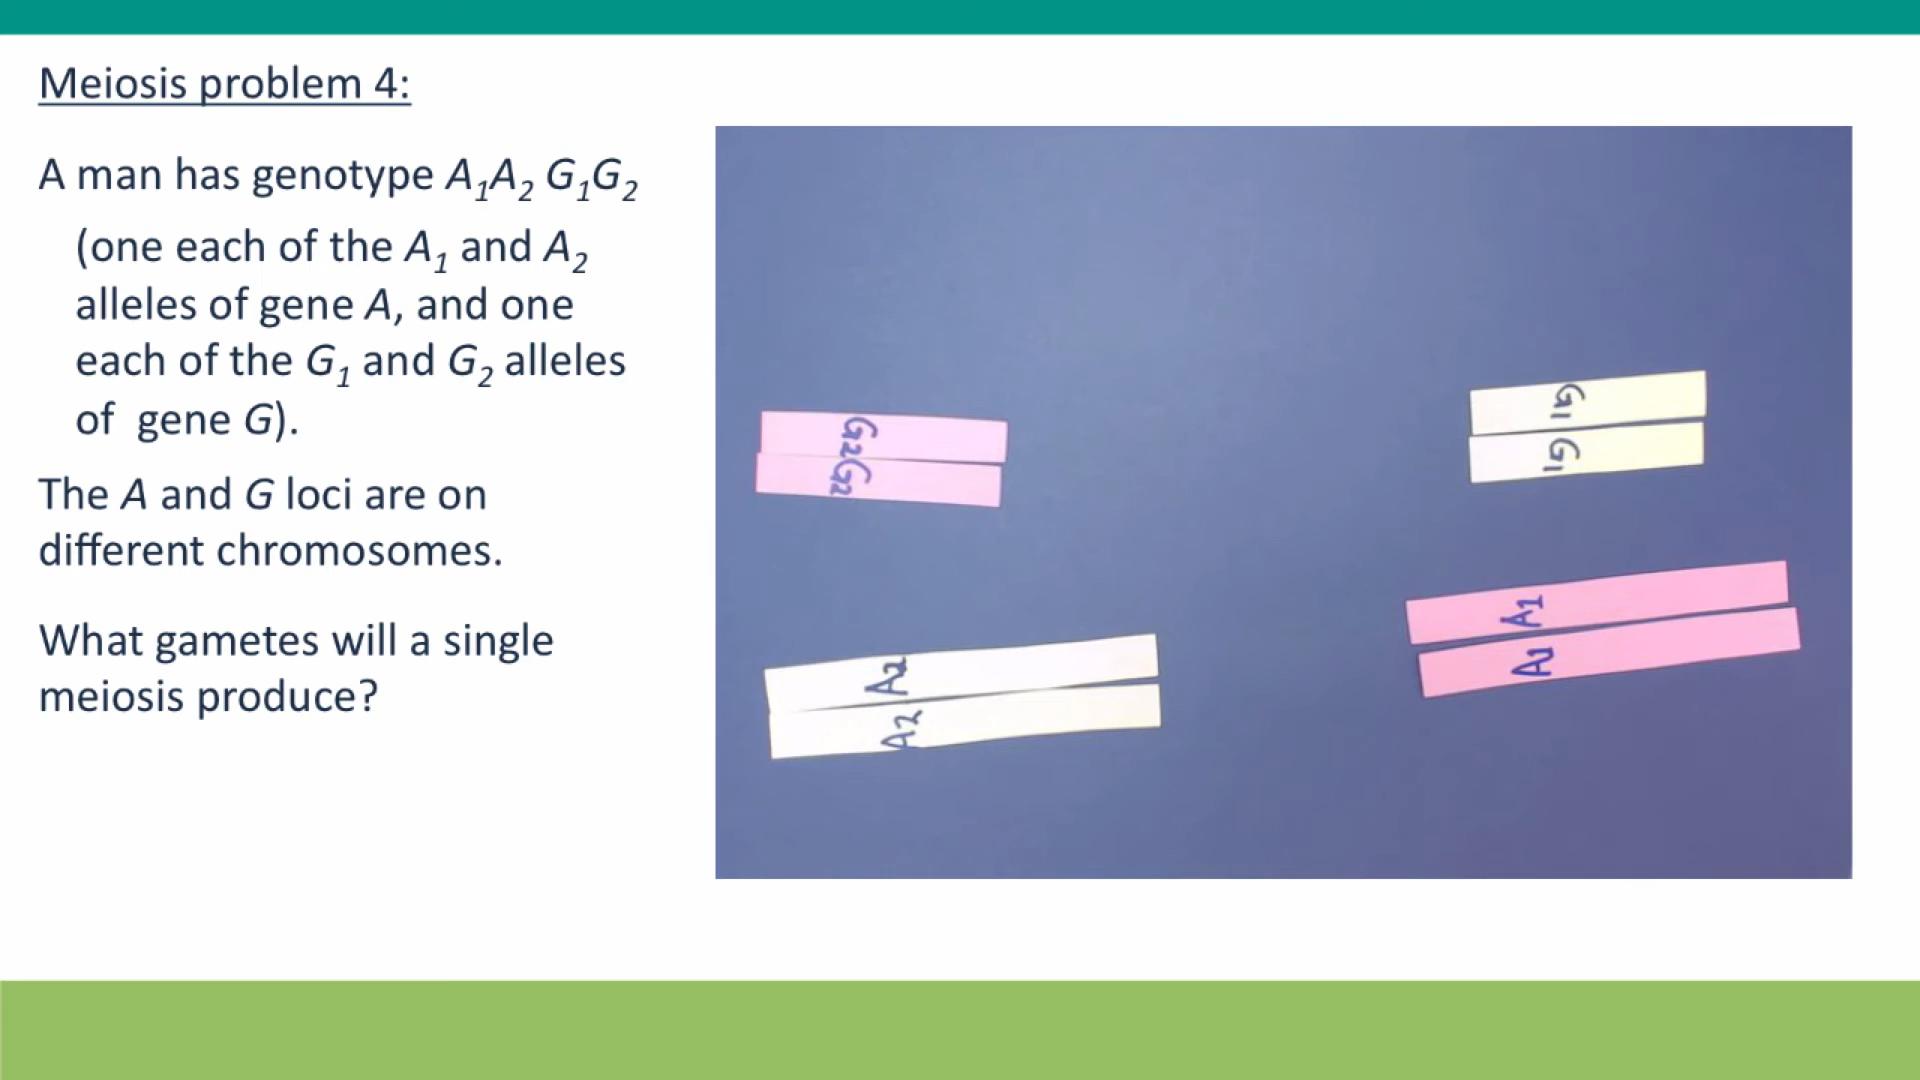 Meiosis problem 4:
A man has genotype A₁A₂ G₁G₂
(one each of the A₁ and A₂
alleles of gene A, and one
each of the G₁ and G₂ alleles
of gene G).
The A and G loci are on
different chromosomes.
What gametes will a single
meiosis produce?
G2
G2
G1
G1
A1
A1
A2
A2